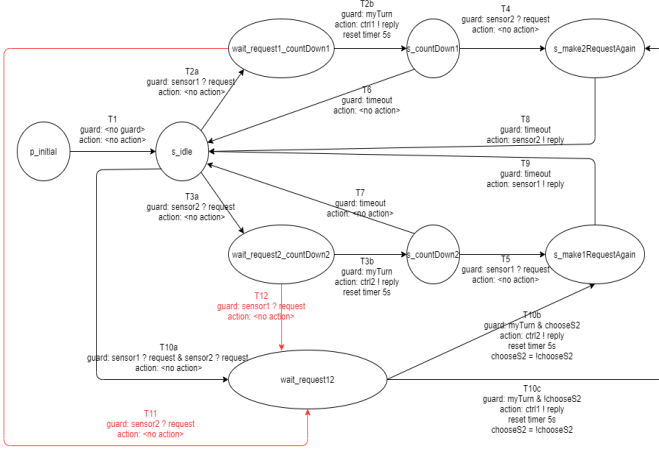 T2b
guard: myTurn
action: ctrl1 ! reply
reset timer 5s
T4
guard: sensor2 ? request
action: <no action>
wait_request1_countDown1
s_countDown1
s_make2RequestAgain
T2a
guard: sensor1 ? request
action: <no action>
T6
guard: timeout
action: <no action>
T1
guard: <no guard>
action: <no action>
T8
guard: timeout
action: sensor2 ! reply
p_initial
s_idle
T9
guard: timeout
action: sensor1 ! reply
T3a
guard: sensor2 ? request
action: <no action>
T7
guard: timeout
action: <no action>
wait_request2_countDown2
s_countDown2
s_make1RequestAgain
T3b
guard: myTurn
action: ctrl2 ! reply
reset timer 5s
T5
guard: sensor1 ? request
action: <no action>
T12
guard: sensor1 ? request
action: <no action>
T10b
guard: myTurn & chooseS2
action: ctrl2 ! reply
reset timer 5s
chooseS2 = !chooseS2
T10a
guard: sensor1 ? request & sensor2 ? request
action: <no action>
wait_request12
T10c
guard: myTurn & !chooseS2
action: ctrl1 ! reply
reset timer 5s
chooseS2 = !chooseS2
T11
guard: sensor2 ? request
action: <no action>